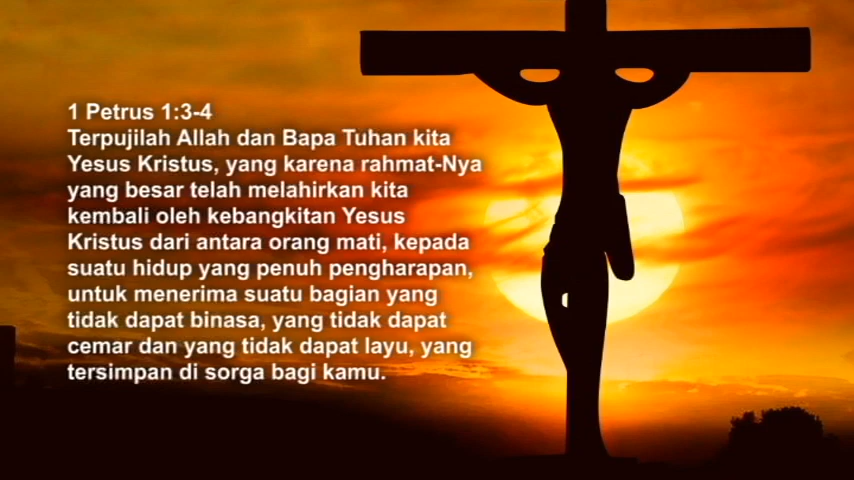 1 Petrus 1:3-4
Terpujilah Allah dan Bapa Tuhan kita
Yesus Kristus, yang karena rahmat-Nya
yang besar telah melahirkan kita
kembali oleh kebangkitan Yesus
Kristus dari antara orang mati, kepada
suatu hidup yang penuh pengharapan,
untuk menerima suatu bagian yang
tidak dapat binasa, yang tidak dapat
cemar dan yang tidak dapat layu, yang
tersimpan di sorga bagi kamu.